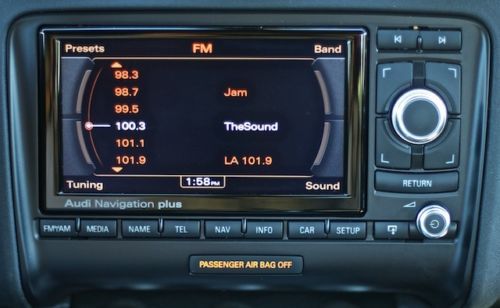 Presets FM Band
98.3
98.7 Jam
99.5
100.3 TheSound
101.1
101.9 LA 101.9
Tuning 1:58PM Sound
Audi Navigation plus
RETURN
FM/AM MEDIA NAME TEL NAV INFO CAR SETUP
PASSENGER AIR BAG OFF